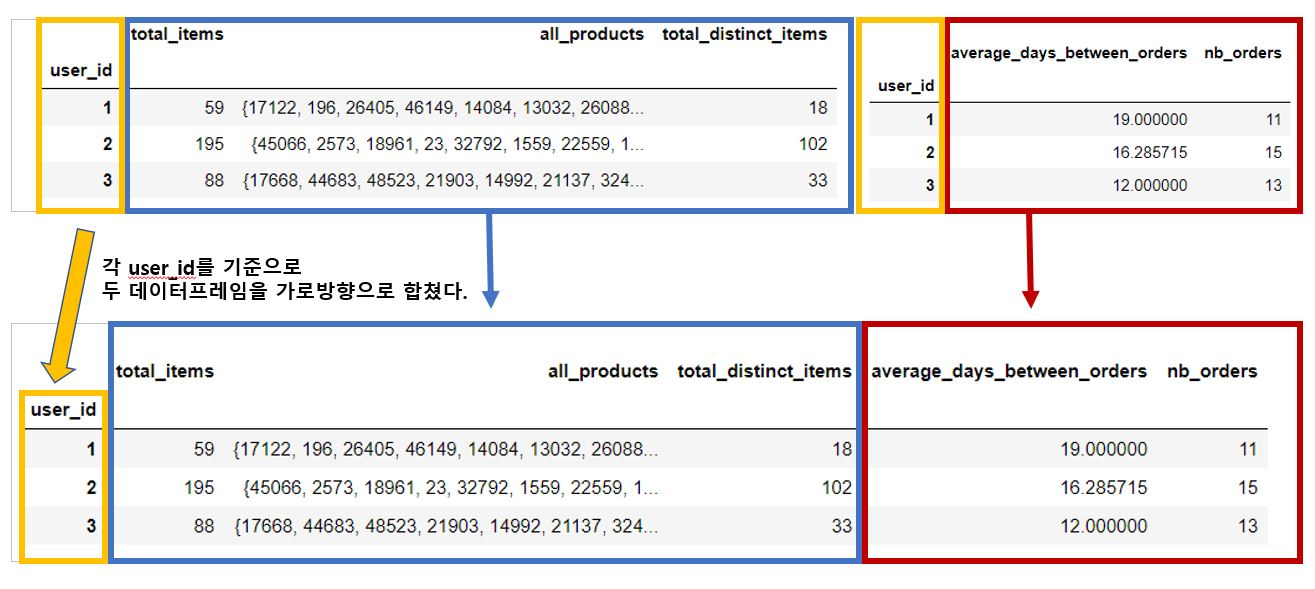 total_items all_products total_distinct_items
user_id
1 59 {17122, 196, 26405, 46149, 14084, 13032, 26088... 18
2 195 {45066, 2573, 18961, 23, 32792, 1559, 22559, 1... 102
3 88 {17668, 44683, 48523, 21903, 14992, 21137, 324... 33
average_days_between_orders nb_orders
user_id
1 19.000000 11
2 16.285715 15
3 12.000000 13
각 user_id를 기준으로
두 데이터프레임을 가로방향으로 합쳤다.
total_items all_products total_distinct_items average_days_between_orders nb_orders
user_id
1 59 {17122, 196, 26405, 46149, 14084, 13032, 26088... 18 19.000000 11
2 195 {45066, 2573, 18961, 23, 32792, 1559, 22559, 1... 102 16.285715 15
3 88 {17668, 44683, 48523, 21903, 14992, 21137, 324... 33 12.000000 13